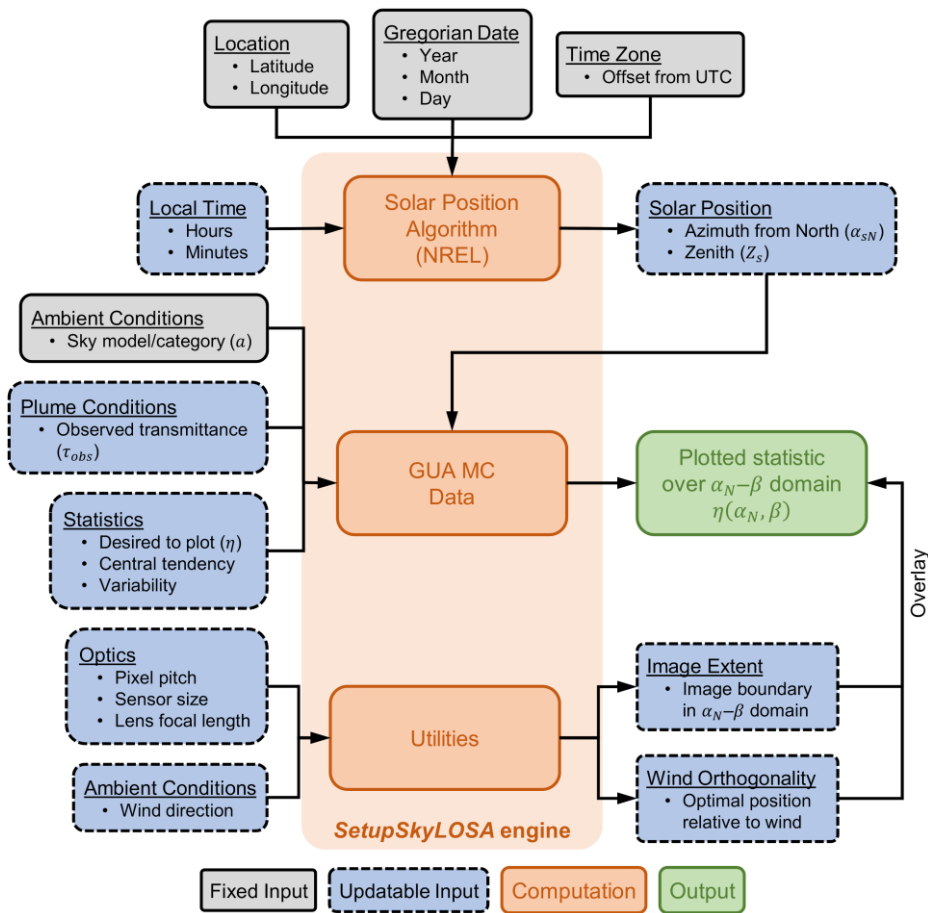 Location
• Latitude
• Longitude
Gregorian Date
• Year
• Month
• Day
Time Zone
• Offset from UTC
Local Time
• Hours
• Minutes
Solar Position
Algorithm
(NREL)
Solar Position
• Azimuth from North (α_{sN})
• Zenith (Z_s)
Ambient Conditions
• Sky model/category (a)
Plume Conditions
• Observed transmittance
(τ_{obs})
Statistics
• Desired to plot (η)
• Central tendency
• Variability
GUA MC
Data
Plotted statistic
over α_N–β domain
η(α_N, β)
Overlay
Optics
• Pixel pitch
• Sensor size
• Lens focal length
Ambient Conditions
• Wind direction
Utilities
Image Extent
• Image boundary
in α_N–β domain
Wind Orthogonality
• Optimal position
relative to wind
SetupSkyLOSA engine
Fixed Input
Updatable Input
Computation
Output